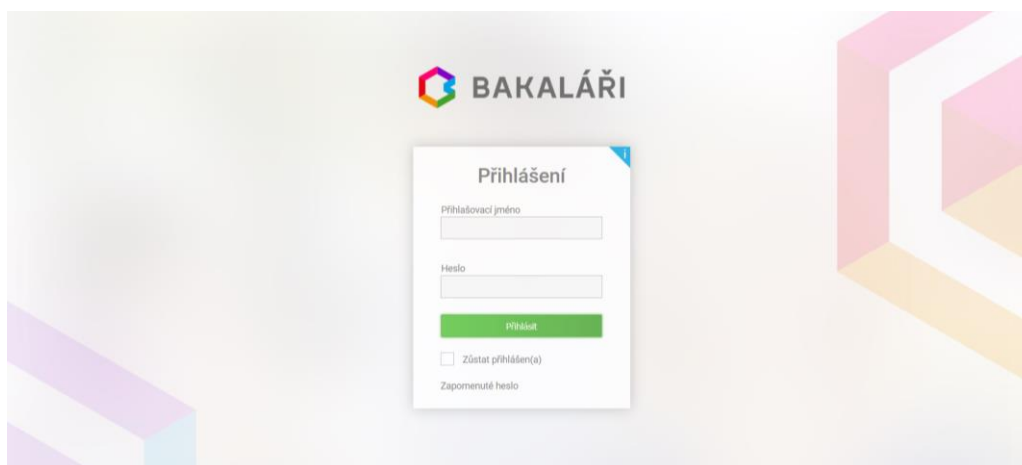 BAKALÁŘI
i
Přihlášení
Přihlašovací jméno
Heslo
Přihlásit
Zůstat přihlášen(a)
Zapomenuté heslo